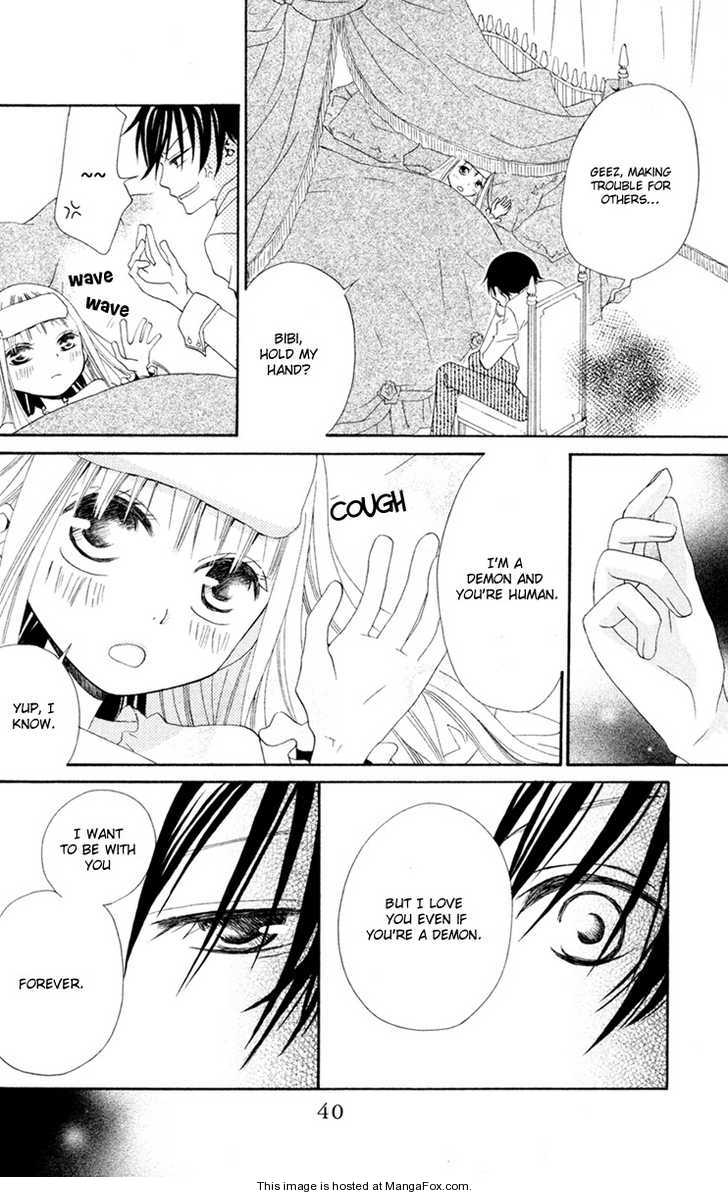 GEEZ, MAKING
TROUBLE FOR
OTHERS...
BIBI,
HOLD MY
HAND?
~~
wave
wave
I'M A
DEMON AND
YOU'RE HUMAN.
COUGH
YUP, I
KNOW.
BUT I LOVE
YOU EVEN IF
YOU'RE A DEMON.
I WANT
TO BE WITH
YOU
FOREVER.
40
This image is hosted at MangaFox.com.